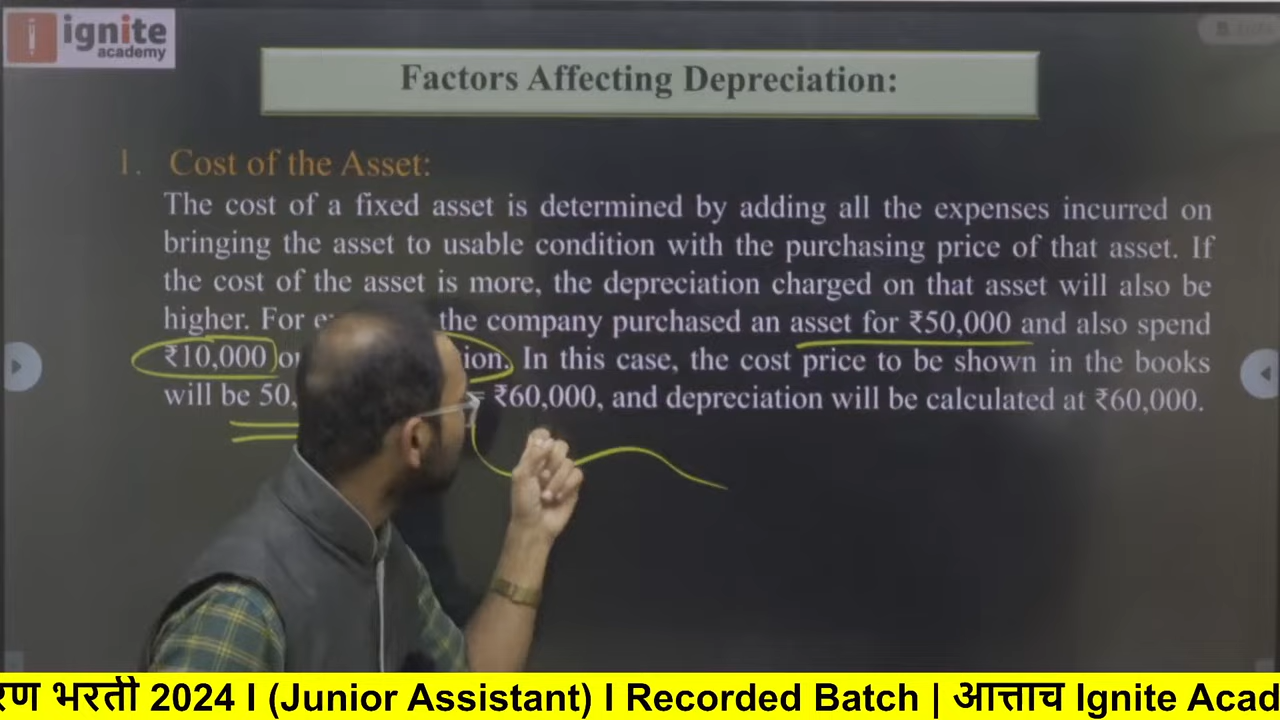 ignite
academy
Factors Affecting Depreciation:
1. Cost of the Asset:
The cost of a fixed asset is determined by adding all the expenses incurred on
bringing the asset to usable condition with the purchasing price of that asset. If
the cost of the asset is more, the depreciation charged on that asset will also be
higher. For the company purchased an asset for ₹50,000 and also spend
₹10,000 In this case, the cost price to be shown in the books
will be 50, = ₹60,000, and depreciation will be calculated at ₹60,000.
भरती 2024 I (Junior Assistant) I Recorded Batch | आत्ताच Ignite